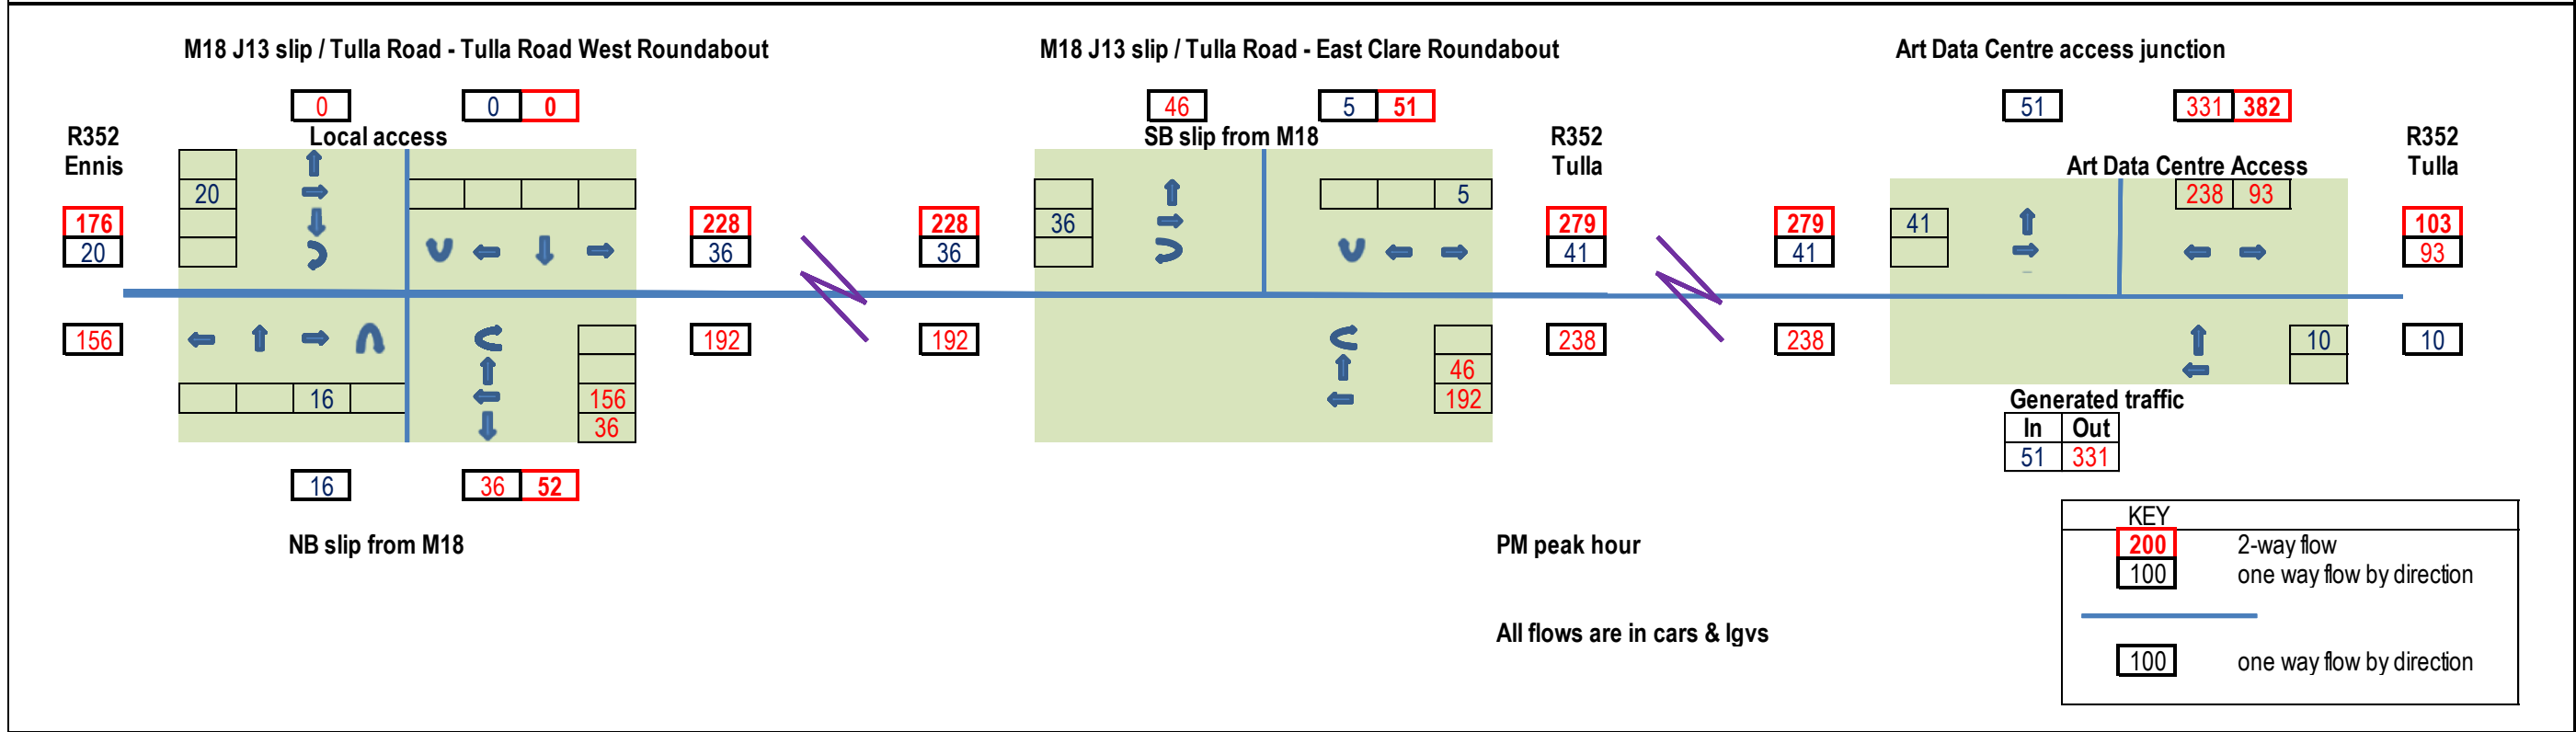 M18 J13 slip / Tulla Road - Tulla Road West Roundabout
M18 J13 slip / Tulla Road - East Clare Roundabout
Art Data Centre access junction
0
0 0
46
5 51
51
331 382
R352
Ennis
Local access
SB slip from M18
R352
Tulla
Art Data Centre Access
R352
Tulla
20
5
238 93
176
20
228
36
228
36
36
279
41
279
41
41
103
93
156
192
192
238
238
10
10
16
156
36
46
192
Generated traffic
In Out
51 331
16
36 52
NB slip from M18
PM peak hour
All flows are in cars & lgvs
KEY
200 2-way flow
100 one way flow by direction
100 one way flow by direction